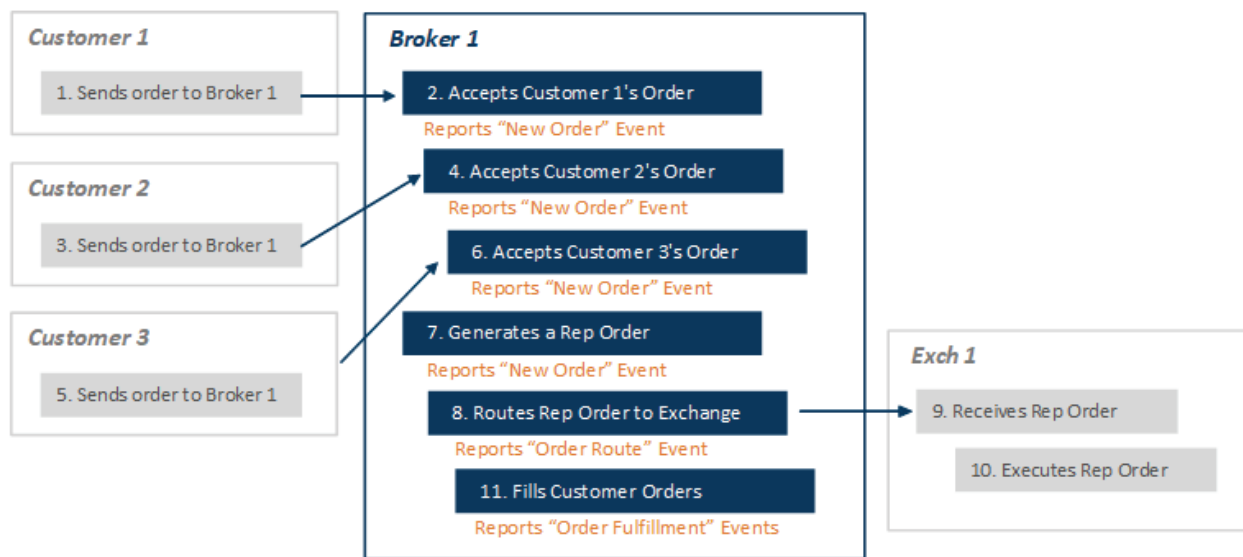 Customer 1
1. Sends order to Broker 1
Customer 2
3. Sends order to Broker 1
Customer 3
5. Sends order to Broker 1
Broker 1
2. Accepts Customer 1's Order
Reports “New Order” Event
4. Accepts Customer 2's Order
Reports “New Order” Event
6. Accepts Customer 3's Order
Reports “New Order” Event
7. Generates a Rep Order
Reports “New Order” Event
8. Routes Rep Order to Exchange
Reports “Order Route” Event
11. Fills Customer Orders
Reports “Order Fulfillment” Events
Exch 1
9. Receives Rep Order
10. Executes Rep Order